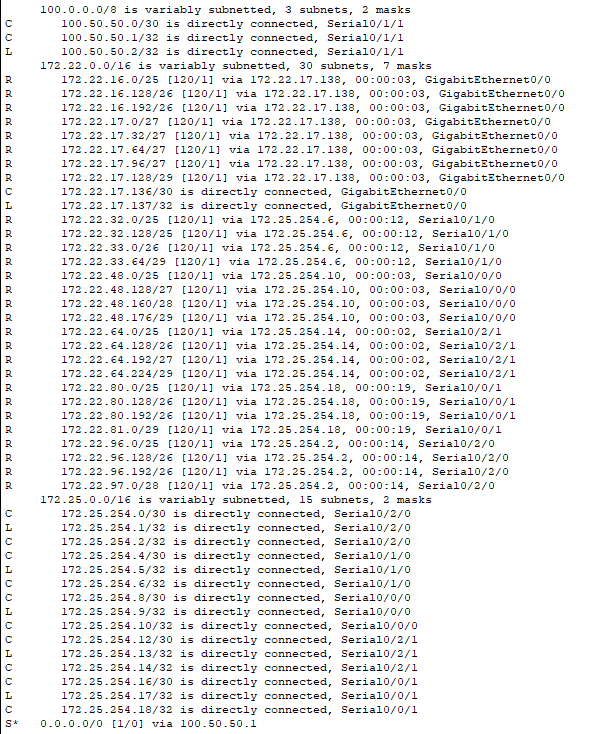 100.0.0.0/8 is variably subnetted, 3 subnets, 2 masks
C 100.50.50.0/30 is directly connected, Serial0/1/1
C 100.50.50.1/32 is directly connected, Serial0/1/1
L 100.50.50.2/32 is directly connected, Serial0/1/1
172.22.0.0/16 is variably subnetted, 30 subnets, 7 masks
R 172.22.16.0/25 [120/1] via 172.22.17.138, 00:00:03, GigabitEthernet0/0
R 172.22.16.128/26 [120/1] via 172.22.17.138, 00:00:03, GigabitEthernet0/0
R 172.22.16.192/26 [120/1] via 172.22.17.138, 00:00:03, GigabitEthernet0/0
R 172.22.17.0/27 [120/1] via 172.22.17.138, 00:00:03, GigabitEthernet0/0
R 172.22.17.32/27 [120/1] via 172.22.17.138, 00:00:03, GigabitEthernet0/0
R 172.22.17.64/27 [120/1] via 172.22.17.138, 00:00:03, GigabitEthernet0/0
R 172.22.17.96/27 [120/1] via 172.22.17.138, 00:00:03, GigabitEthernet0/0
R 172.22.17.128/29 [120/1] via 172.22.17.138, 00:00:03, GigabitEthernet0/0
C 172.22.17.136/30 is directly connected, GigabitEthernet0/0
L 172.22.17.137/32 is directly connected, GigabitEthernet0/0
R 172.22.32.0/25 [120/1] via 172.25.254.6, 00:00:12, Serial0/1/0
R 172.22.32.128/25 [120/1] via 172.25.254.6, 00:00:12, Serial0/1/0
R 172.22.33.0/26 [120/1] via 172.25.254.6, 00:00:12, Serial0/1/0
R 172.22.33.64/29 [120/1] via 172.25.254.6, 00:00:12, Serial0/1/0
R 172.22.48.0/25 [120/1] via 172.25.254.10, 00:00:03, Serial0/0/0
R 172.22.48.128/27 [120/1] via 172.25.254.10, 00:00:03, Serial0/0/0
R 172.22.48.160/28 [120/1] via 172.25.254.10, 00:00:03, Serial0/0/0
R 172.22.48.176/29 [120/1] via 172.25.254.10, 00:00:03, Serial0/0/0
R 172.22.64.0/25 [120/1] via 172.25.254.14, 00:00:02, Serial0/2/1
R 172.22.64.128/26 [120/1] via 172.25.254.14, 00:00:02, Serial0/2/1
R 172.22.64.192/27 [120/1] via 172.25.254.14, 00:00:02, Serial0/2/1
R 172.22.64.224/29 [120/1] via 172.25.254.14, 00:00:02, Serial0/2/1
R 172.22.80.0/25 [120/1] via 172.25.254.18, 00:00:19, Serial0/0/1
R 172.22.80.128/26 [120/1] via 172.25.254.18, 00:00:19, Serial0/0/1
R 172.22.80.192/26 [120/1] via 172.25.254.18, 00:00:19, Serial0/0/1
R 172.22.81.0/29 [120/1] via 172.25.254.18, 00:00:19, Serial0/0/1
R 172.22.96.0/25 [120/1] via 172.25.254.2, 00:00:14, Serial0/2/0
R 172.22.96.128/26 [120/1] via 172.25.254.2, 00:00:14, Serial0/2/0
R 172.22.96.192/26 [120/1] via 172.25.254.2, 00:00:14, Serial0/2/0
R 172.22.97.0/28 [120/1] via 172.25.254.2, 00:00:14, Serial0/2/0
172.25.0.0/16 is variably subnetted, 15 subnets, 2 masks
C 172.25.254.0/30 is directly connected, Serial0/2/0
L 172.25.254.1/32 is directly connected, Serial0/2/0
C 172.25.254.2/32 is directly connected, Serial0/2/0
C 172.25.254.4/30 is directly connected, Serial0/1/0
L 172.25.254.5/32 is directly connected, Serial0/1/0
C 172.25.254.6/32 is directly connected, Serial0/1/0
C 172.25.254.8/30 is directly connected, Serial0/0/0
L 172.25.254.9/32 is directly connected, Serial0/0/0
C 172.25.254.10/32 is directly connected, Serial0/0/0
C 172.25.254.12/30 is directly connected, Serial0/2/1
L 172.25.254.13/32 is directly connected, Serial0/2/1
C 172.25.254.14/32 is directly connected, Serial0/2/1
C 172.25.254.16/30 is directly connected, Serial0/0/1
L 172.25.254.17/32 is directly connected, Serial0/0/1
C 172.25.254.18/32 is directly connected, Serial0/0/1
S* 0.0.0.0/0 [1/0] via 100.50.50.1